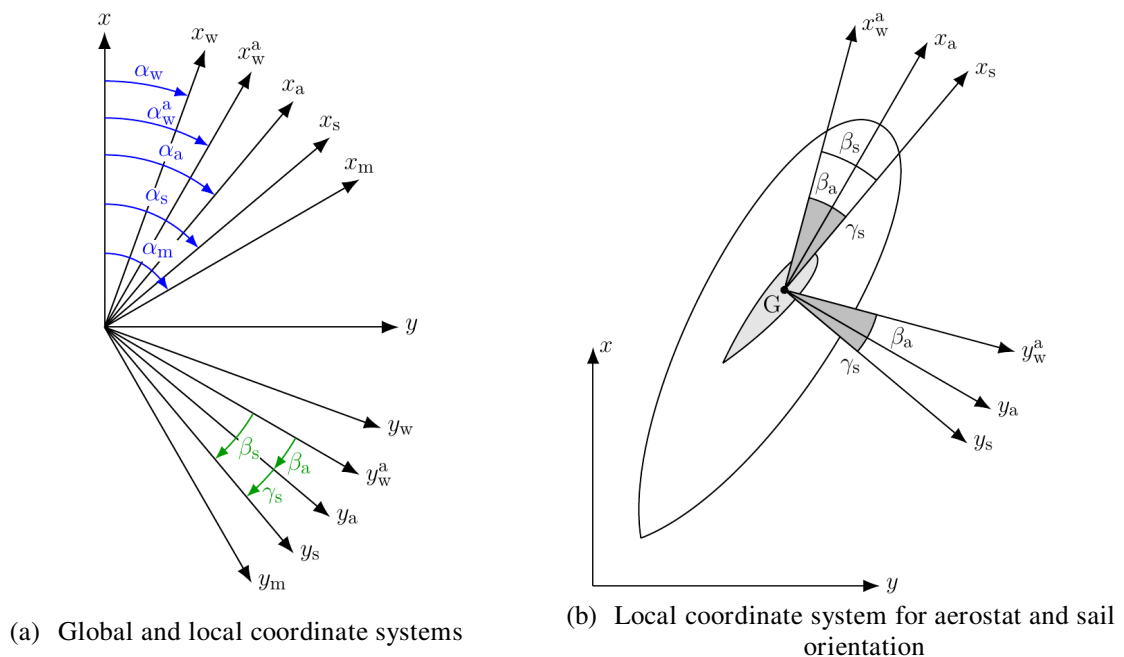 x
x_w
x_w^a
x_a
x_s
x_m
α_w
α_w^a
α_a
α_s
α_m
y
y_w
y_w^a
y_a
y_s
y_m
β_s
β_a
γ_s
(a) Global and local coordinate systems
x_w^a
x_a
x_s
β_s
β_a
γ_s
G
β_a
γ_s
y_w^a
y_a
y_s
x
y
(b) Local coordinate system for aerostat and sail
orientation